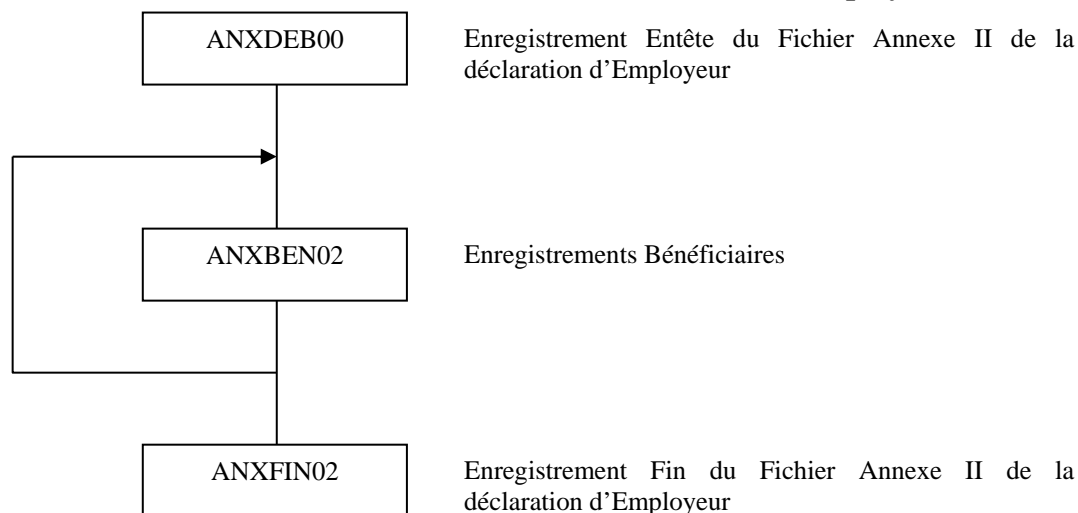 ANXDEB00
Enregistrement Entête du Fichier Annexe II de la
déclaration d'Employeur
ANXBEN02
Enregistrements Bénéficiaires
ANXFIN02
Enregistrement Fin du Fichier Annexe II de la
déclaration d'Employeur